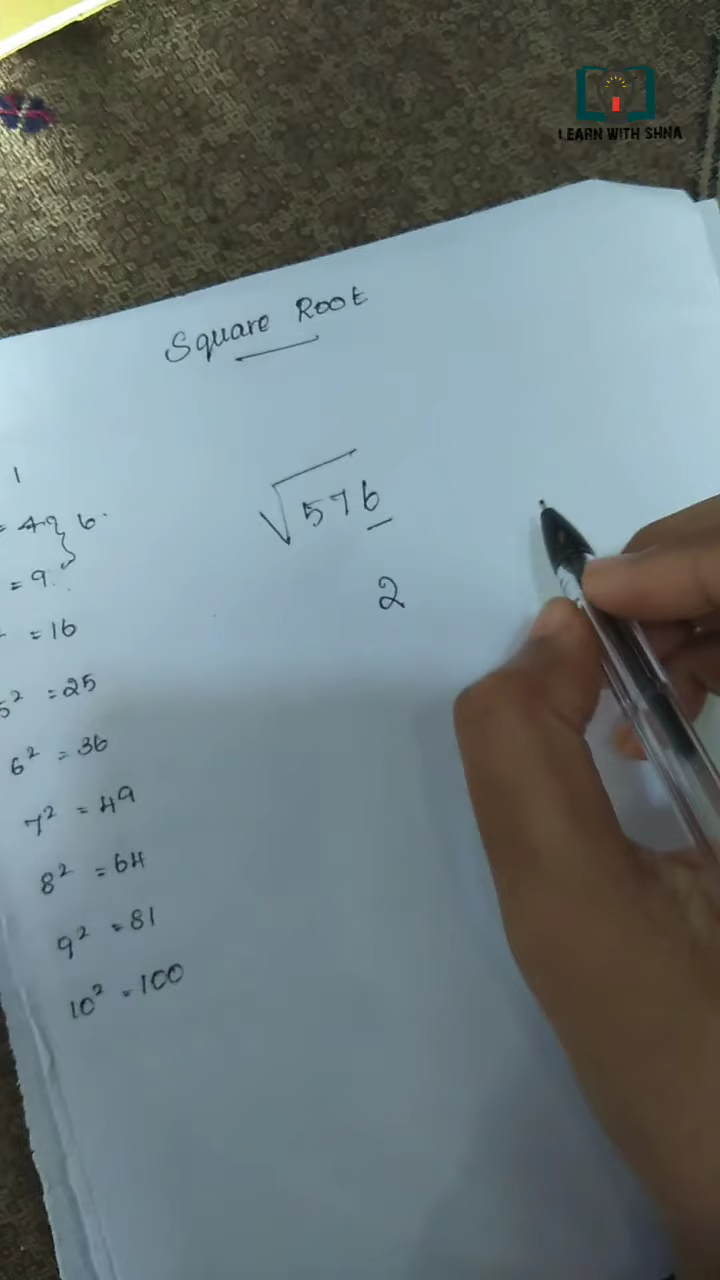 LEARN WITH SHNA
Square Root
1
= 4
6
= 9
√576
2
= 16
5² = 25
6² = 36
7² = 49
8² = 64
9² = 81
10² = 100